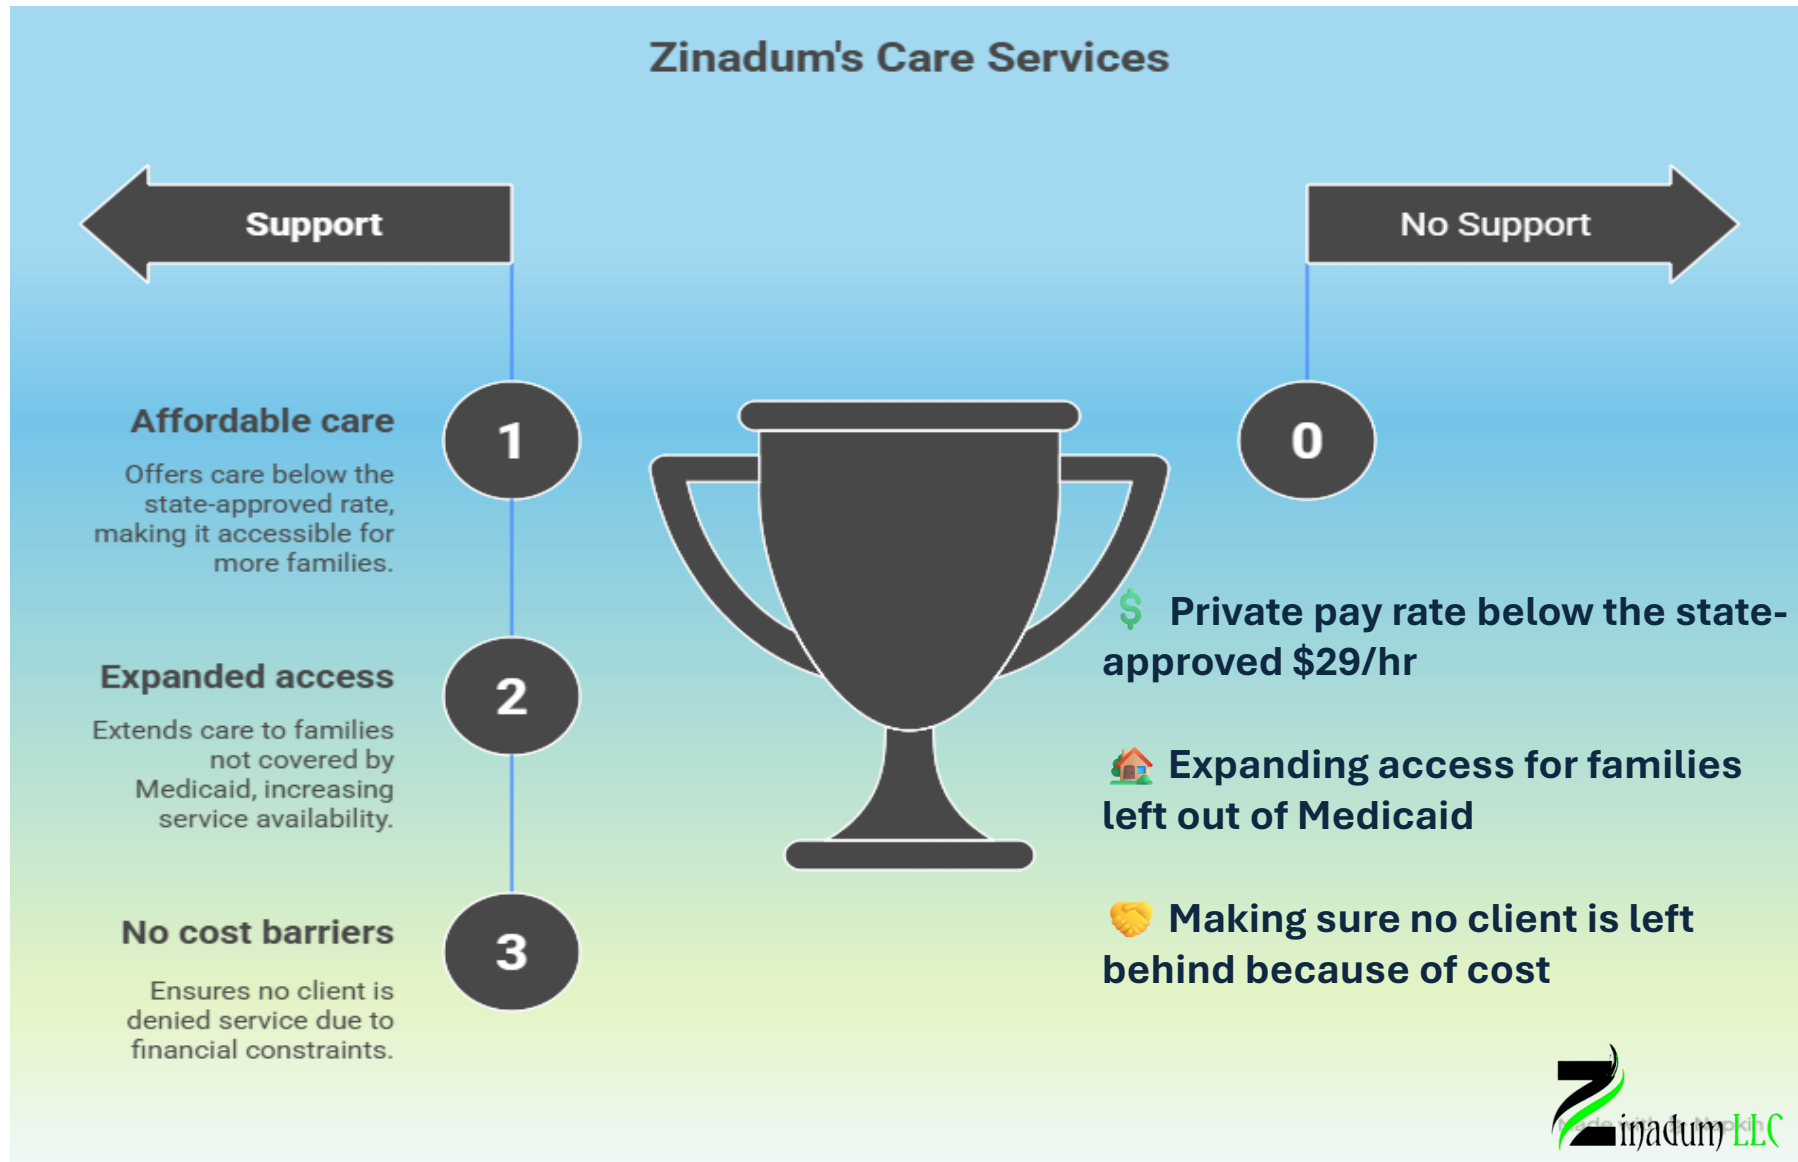 Zinadum's Care Services
Support
No Support
1
Affordable care
Offers care below the
state-approved rate,
making it accessible for
more families.
2
Expanded access
Extends care to families
not covered by
Medicaid, increasing
service availability.
3
No cost barriers
Ensures no client is
denied service due to
financial constraints.
0
Private pay rate below the state-
approved $29/hr
Expanding access for families
left out of Medicaid
Making sure no client is left
behind because of cost
Zinadum LLC
Made with Napkin